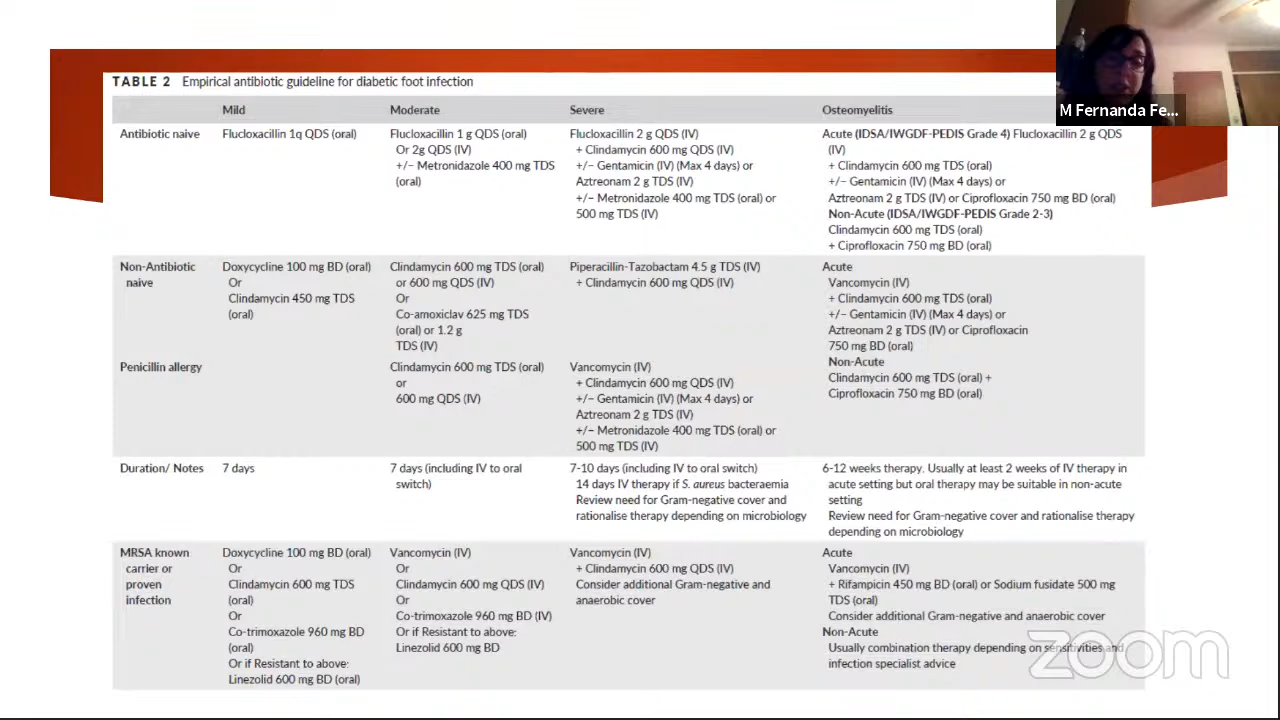 M Fernanda Fe...
TABLE 2 Empirical antibiotic guideline for diabetic foot infection
Mild
Moderate
Severe
Osteomyelitis
Antibiotic naive
Flucloxacillin 1q QDS (oral)
Flucloxacillin 1 g QDS (oral)
Or 2g QDS (IV)
+/− Metronidazole 400 mg TDS
(oral)
Flucloxacillin 2 g QDS (IV)
+ Clindamycin 600 mg QDS (IV)
+/− Gentamicin (IV) (Max 4 days) or
Aztreonam 2 g TDS (IV)
+/− Metronidazole 400 mg TDS (oral) or
500 mg TDS (IV)
Acute (IDSA/IWGDF-PEDIS Grade 4) Flucloxacillin 2 g QDS
(IV)
+ Clindamycin 600 mg TDS (oral)
+/− Gentamicin (IV) (Max 4 days) or
Aztreonam 2 g TDS (IV) or Ciprofloxacin 750 mg BD (oral)
Non-Acute (IDSA/IWGDF-PEDIS Grade 2-3)
Clindamycin 600 mg TDS (oral)
+ Ciprofloxacin 750 mg BD (oral)
Non-Antibiotic
naive
Doxycycline 100 mg BD (oral)
Or
Clindamycin 450 mg TDS
(oral)
Clindamycin 600 mg TDS (oral)
or 600 mg QDS (IV)
Or
Co-amoxiclav 625 mg TDS
(oral) or 1.2 g
TDS (IV)
Piperacillin-Tazobactam 4.5 g TDS (IV)
+ Clindamycin 600 mg QDS (IV)
Acute
Vancomycin (IV)
+ Clindamycin 600 mg TDS (oral)
+/− Gentamicin (IV) (Max 4 days) or
Aztreonam 2 g TDS (IV) or Ciprofloxacin
750 mg BD (oral)
Non-Acute
Clindamycin 600 mg TDS (oral) +
Ciprofloxacin 750 mg BD (oral)
Penicillin allergy
Clindamycin 600 mg TDS (oral)
or
600 mg QDS (IV)
Vancomycin (IV)
+ Clindamycin 600 mg QDS (IV)
+/− Gentamicin (IV) (Max 4 days) or
Aztreonam 2 g TDS (IV)
+/− Metronidazole 400 mg TDS (oral) or
500 mg TDS (IV)
Duration/ Notes
7 days
7 days (including IV to oral
switch)
7-10 days (including IV to oral switch)
14 days IV therapy if S. aureus bacteraemia
Review need for Gram-negative cover and
rationalise therapy depending on microbiology
6-12 weeks therapy. Usually at least 2 weeks of IV therapy in
acute setting but oral therapy may be suitable in non-acute
setting
Review need for Gram-negative cover and rationalise therapy
depending on microbiology
MRSA known
carrier or
proven
infection
Doxycycline 100 mg BD (oral)
Or
Clindamycin 600 mg TDS
(oral)
Or
Co-trimoxazole 960 mg BD
(oral)
Or if Resistant to above:
Linezolid 600 mg BD (oral)
Vancomycin (IV)
Or
Clindamycin 600 mg QDS (IV)
Or
Co-trimoxazole 960 mg BD (IV)
Or if Resistant to above:
Linezolid 600 mg BD
Vancomycin (IV)
+ Clindamycin 600 mg QDS (IV)
Consider additional Gram-negative and
anaerobic cover
Acute
Vancomycin (IV)
+ Rifampicin 450 mg BD (oral) or Sodium fusidate 500 mg
TDS (oral)
Consider additional Gram-negative and anaerobic cover
Non-Acute
Usually combination therapy depending on sensitivities and
infection specialist advice
zoom